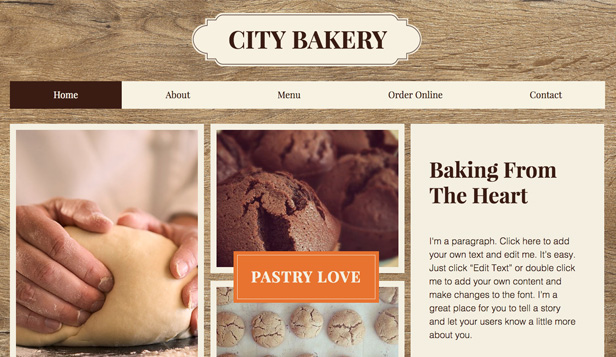 CITY BAKERY
Home
About
Menu
Order Online
Contact
PASTRY LOVE
Baking From
The Heart
I'm a paragraph. Click here to add
your own text and edit me. It's easy.
Just click “Edit Text” or double click
me to add your own content and
make changes to the font. I'm a
great place for you to tell a story
and let your users know a little more
about you.